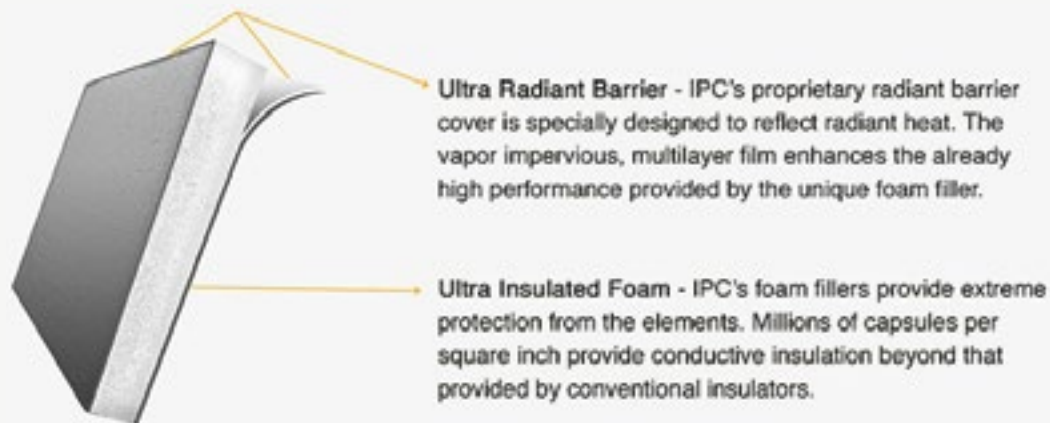 Ultra Radiant Barrier - IPC's proprietary radiant barrier
cover is specially designed to reflect radiant heat. The
vapor impervious, multilayer film enhances the already
high performance provided by the unique foam filler.
Ultra Insulated Foam - IPC's foam fillers provide extreme
protection from the elements. Millions of capsules per
square inch provide conductive insulation beyond that
provided by conventional insulators.